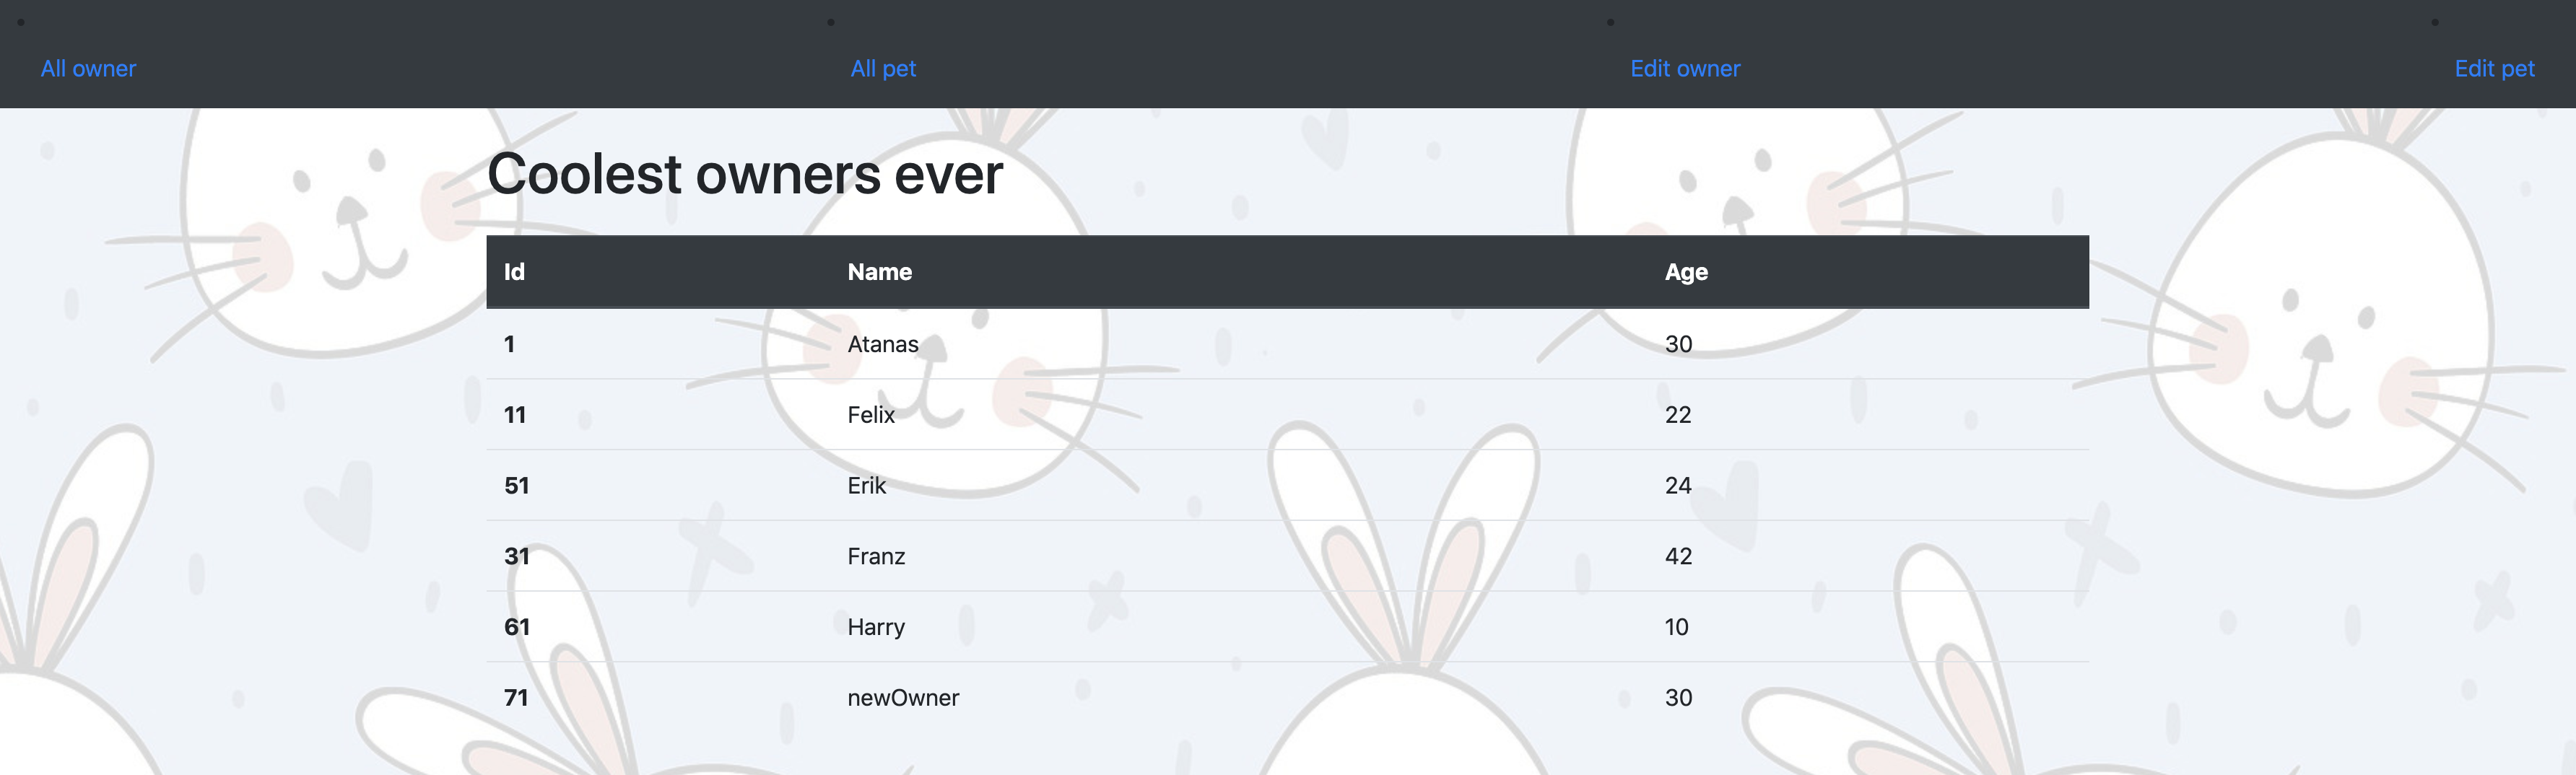 All owner All pet Edit owner Edit pet
Coolest owners ever
Id Name Age
1 Atanas 30
11 Felix 22
51 Erik 24
31 Franz 42
61 Harry 10
71 newOwner 30